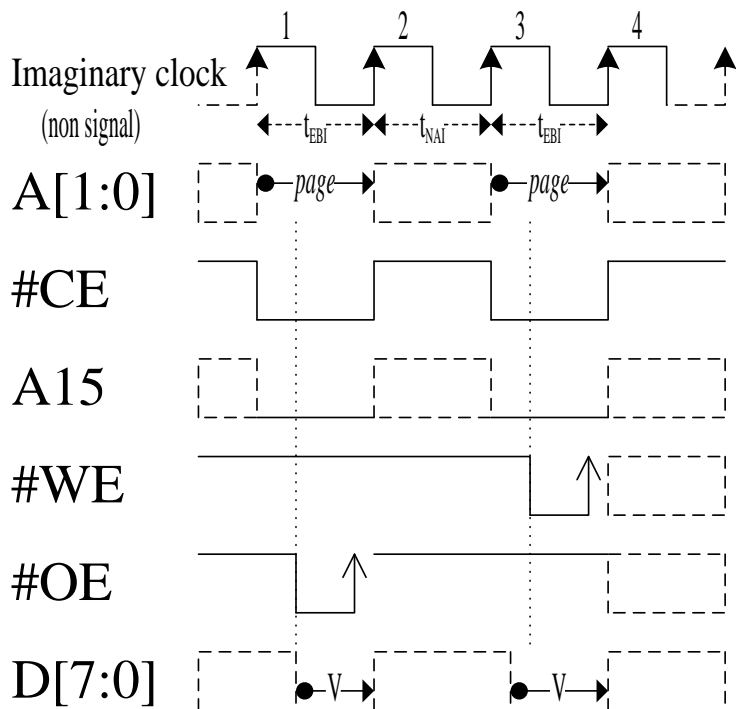 1 2 3 4
Imaginary clock
(non signal)
tEBI tNAI tEBI
A[1:0] page page
#CE
A15
#WE
#OE
D[7:0] V V